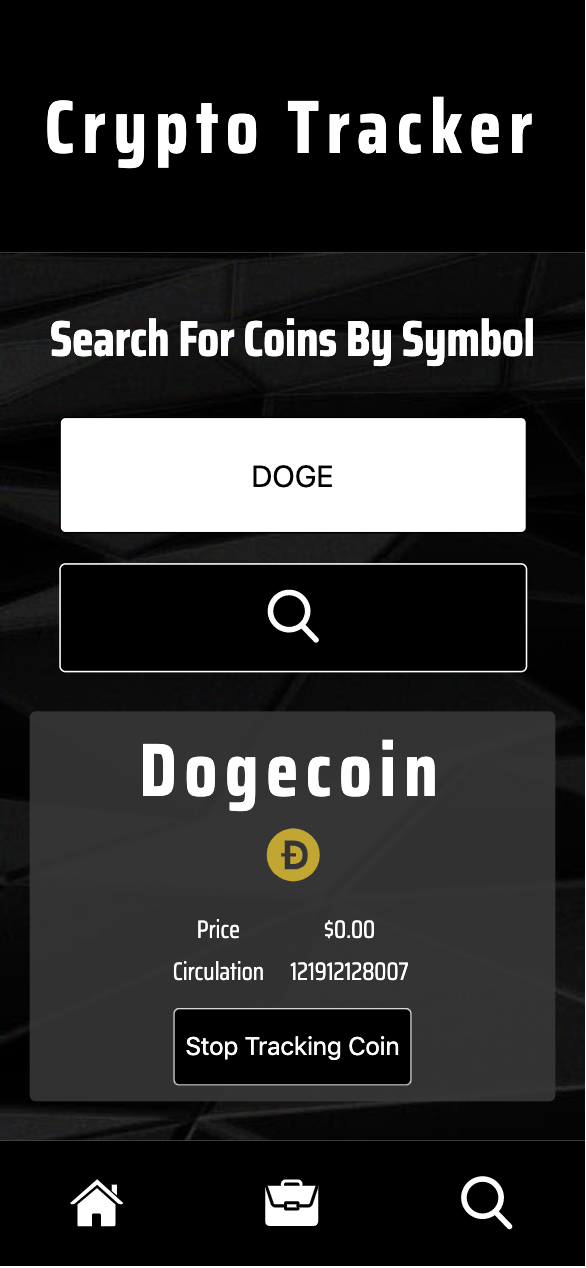 Crypto Tracker
Search For Coins By Symbol
DOGE
Dogecoin
Ð
Price $0.00
Circulation 121912128007
Stop Tracking Coin